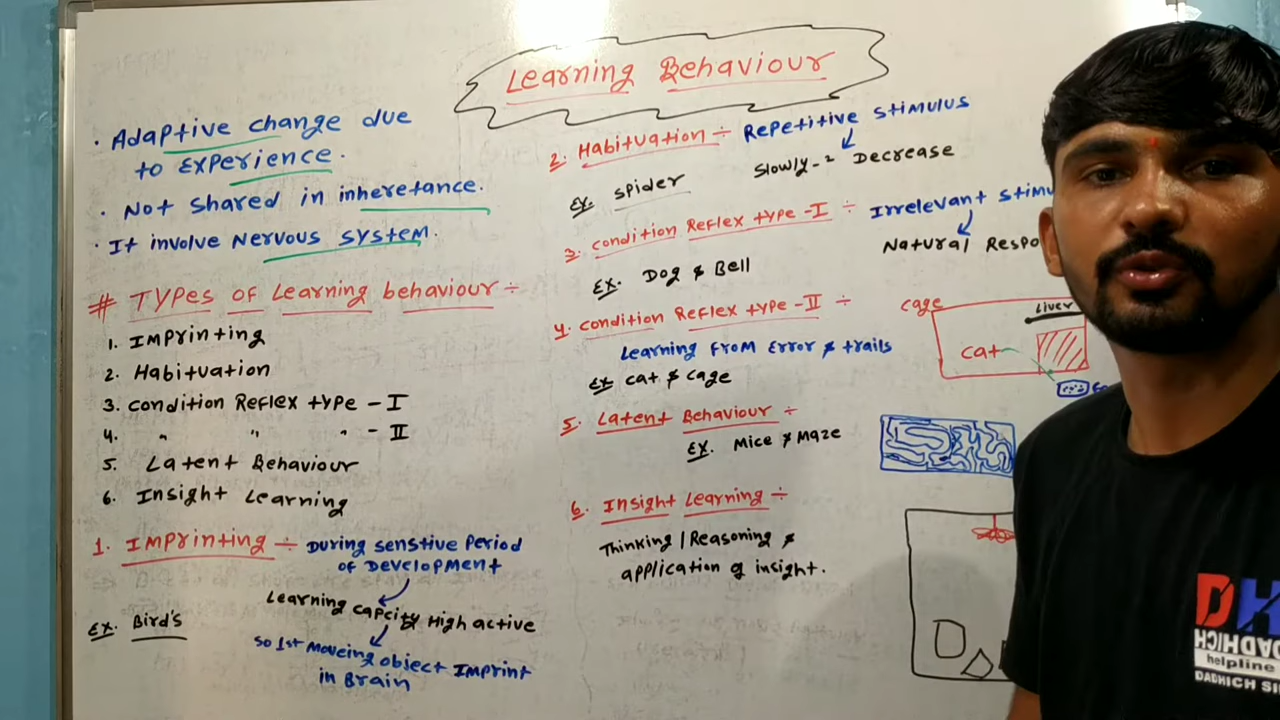 Learning Behaviour
• Adaptive change due
to Experience.
• Not shared in inheretance.
• It involve Nervous system.
# Types of Learning behaviour ÷
1. Imprinting
2. Habituation
3. Condition Reflex type - I
4. " " " - II
5. Latent Behaviour
6. Insight Learning
1. Imprinting ÷ During senstive Period
of Development
Learning capcity High active
so 1st moveing object Imprint
in Brain
Ex. Bird's
2. Habituation ÷ Repetitive stimulus
Slowly-2 Decrease
Ex. spider
3. condition Reflex type - I ÷ Irrelevant stimu
Natural Respo
Ex. Dog & Bell
4. condition Reflex type - II ÷
Learning From Error & trails
Ex cat & cage
cage
Liver
cat
5. Latent Behaviour ÷
Ex. Mice & Maze
6. Insight Learning ÷
Thinking / Reasoning &
application of insight.
DH
DADHICH
helpline
DADHICH SI